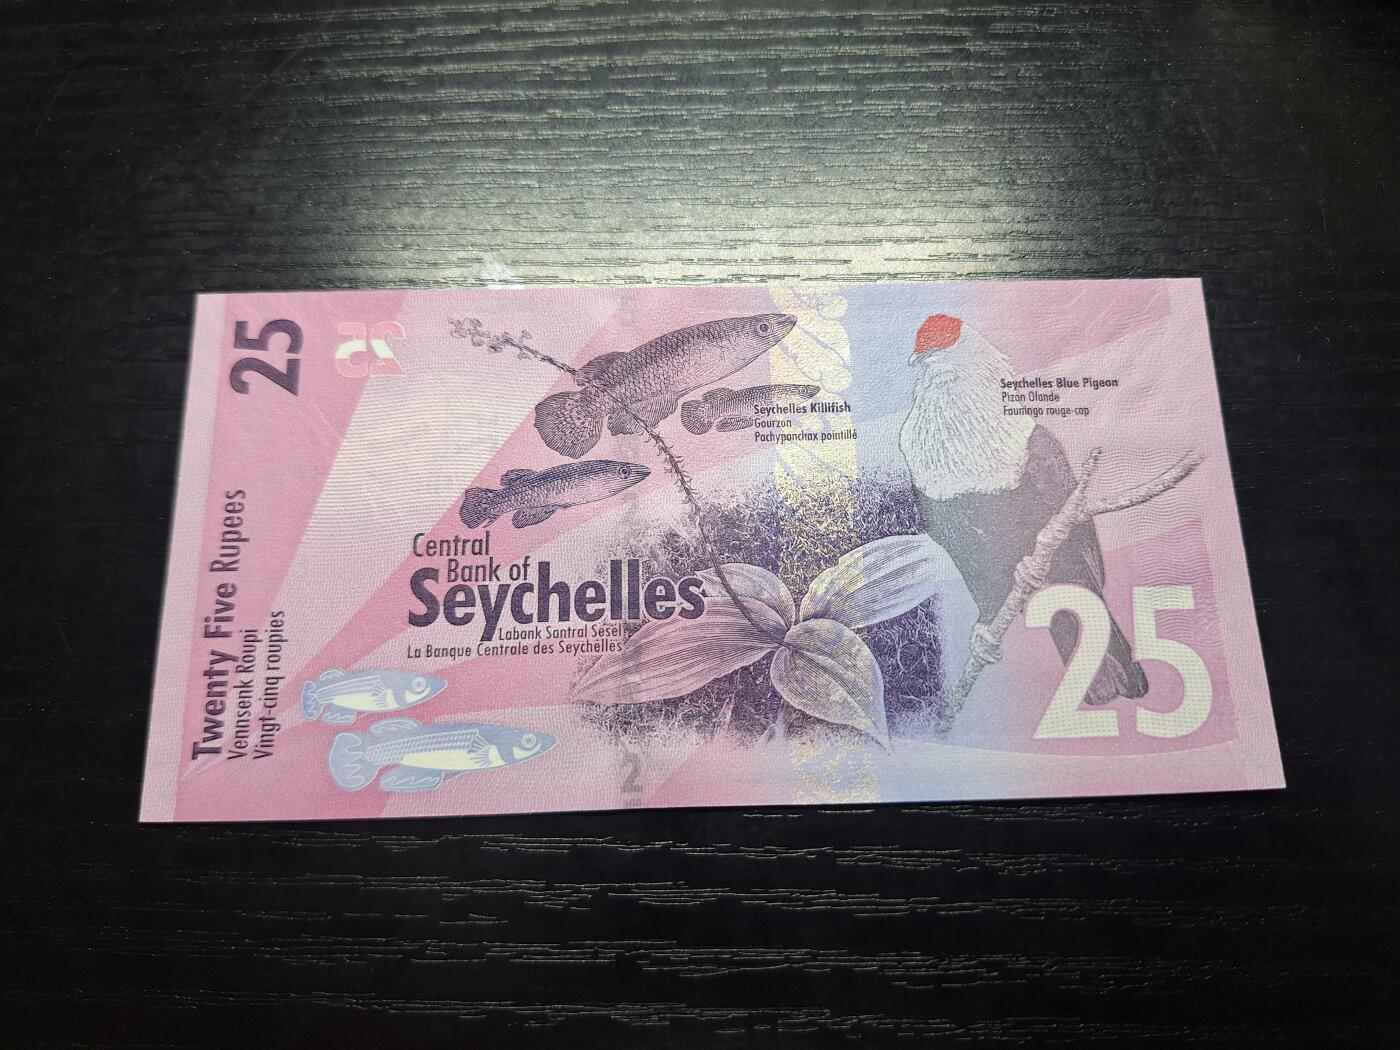 25
25
Twenty Five Rupees
Vennsenk Roupi
Vingt-cinq roupies
Seychelles Killifish
Gourzon
Pachypanchax pointillé
Seychelles Blue Pigeon
Pizon Olande
Founingo rouge-cap
Central
Bank of
Seychelles
Labank Santral Sesel
La Banque Centrale des Seychelles
25
2